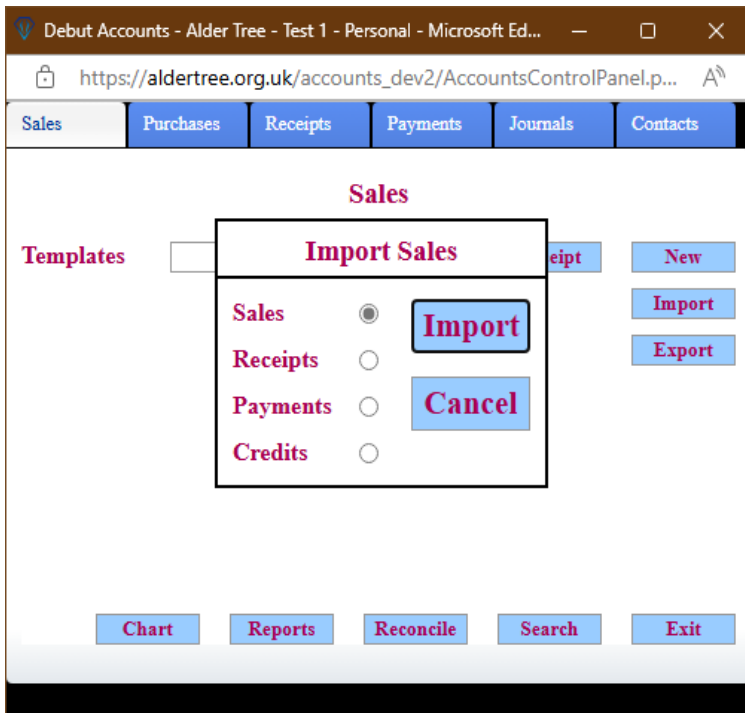 Debut Accounts - Alder Tree - Test 1 - Personal - Microsoft Ed...
https://aldertree.org.uk/accounts_dev2/AccountsControlPanel.p...
Sales Purchases Receipts Payments Journals Contacts
Sales
Templates eipt New
Import Sales
Import
Export
Sales Import
Receipts
Payments Cancel
Credits
Chart Reports Reconcile Search Exit